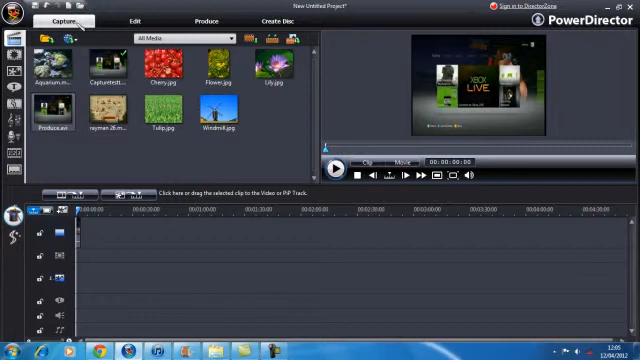 New Untitled Project*
Sign in to DirectorZone
Capture
Edit
Produce
Create Disc
PowerDirector
All Media
Aquarium.m...
Capturetestt....
Cherry.jpg
Flower.jpg
Lily.jpg
Produce.avi
rayman 26.m...
Tulip.jpg
Windmill.jpg
XBOX
LIVE
Clip
Movie
00:00:00:00
Click here or drag the selected clip to the Video or PiP Track.
00:00:00:00
00:00:30:00
00:01:00:00
00:01:30:00
00:02:00:00
00:02:30:00
00:03:00:00
00:03:30:00
00:04:00:00
00:04:30:00
1.
12:05
12/04/2012